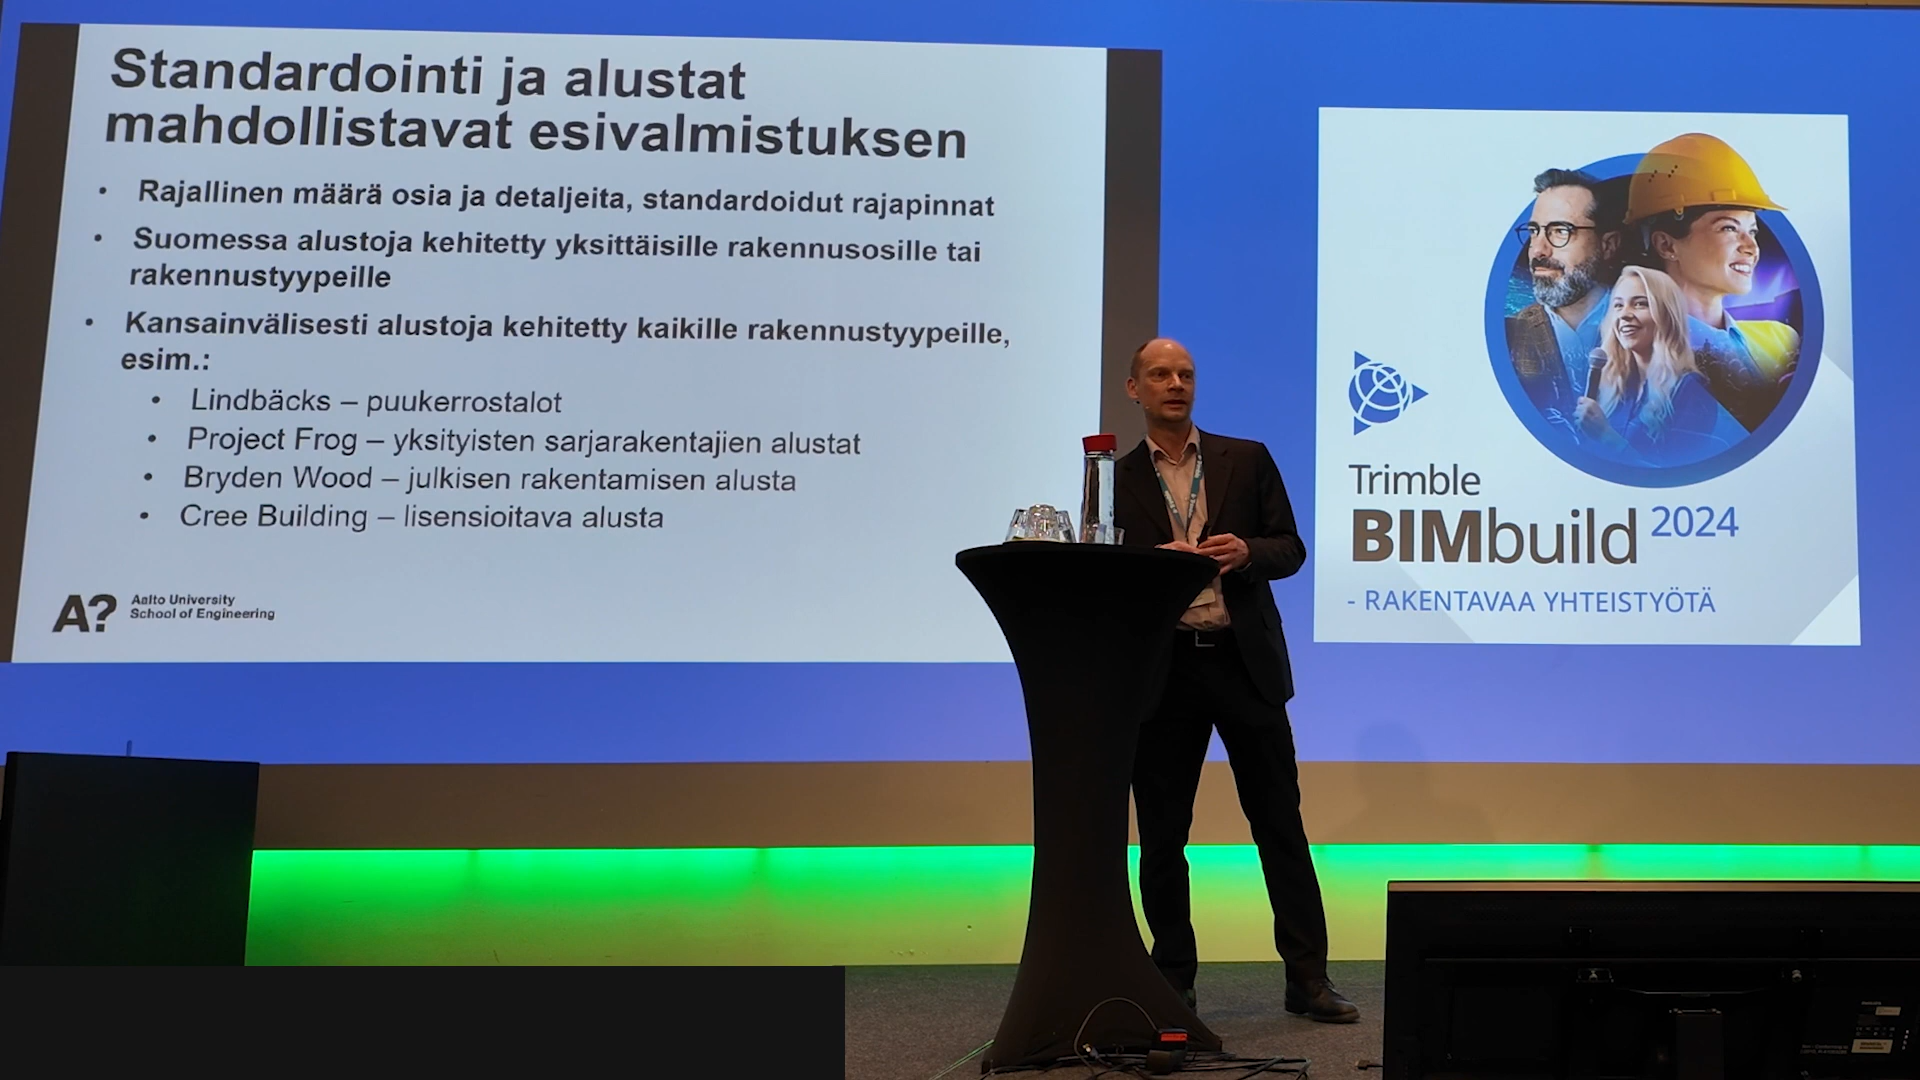 Standardointi ja alustat
mahdollistavat esivalmistuksen
• Rajallinen määrä osia ja detaljeita, standardoidut rajapinnat
• Suomessa alustoja kehitetty yksittäisille rakennusosille tai
rakennustyypeille
• Kansainvälisesti alustoja kehitetty kaikille rakennustyypeille,
esim.:
• Lindbäcks – puukerrostalot
• Project Frog – yksityisten sarjarakentajien alustat
• Bryden Wood – julkisen rakentamisen alusta
• Cree Building – lisensioitava alusta
A?
Aalto University
School of Engineering
Trimble
BIMbuild 2024
- RAKENTAVAA YHTEISTYÖTÄ